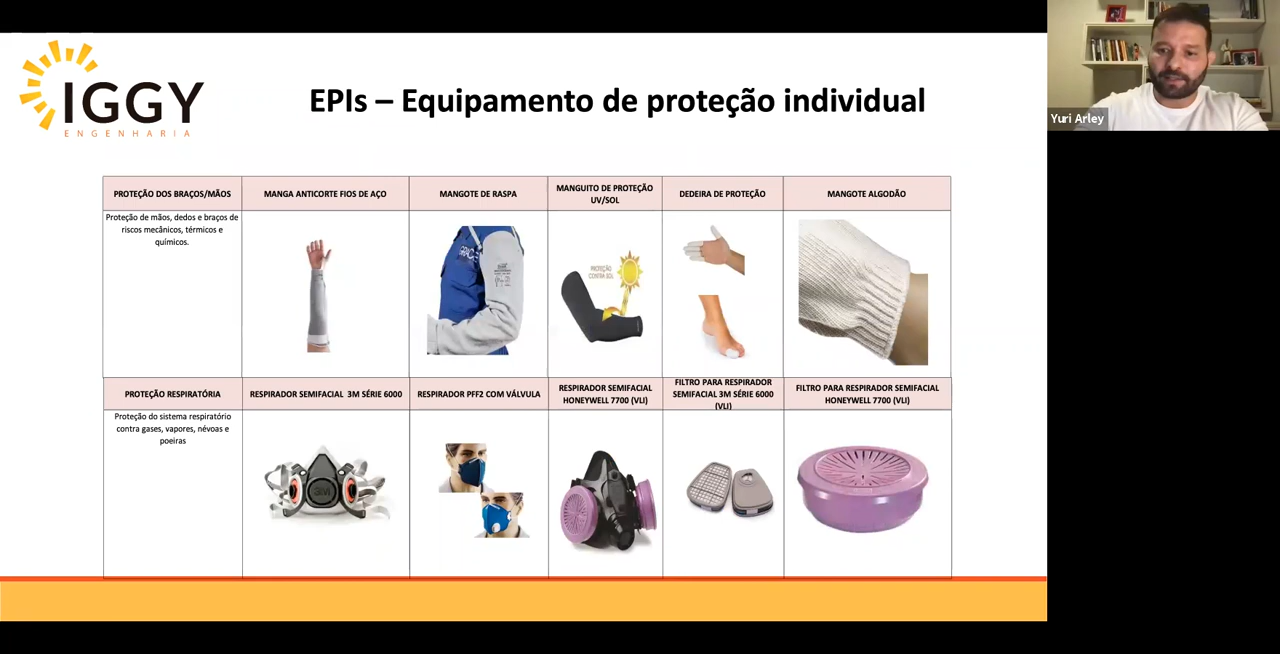 IGGY
ENGENHARIA
EPIs – Equipamento de proteção individual
Yuri Arley
PROTEÇÃO DOS BRAÇOS/MÃOS
MANGA ANTICORTE FIOS DE AÇO
MANGOTE DE RASPA
MANGUITO DE PROTEÇÃO
UV/SOL
DEDEIRA DE PROTEÇÃO
MANGOTE ALGODÃO
Proteção de mãos, dedos e braços de
riscos mecânicos, térmicos e
químicos.
PROTEÇÃO
CONTRA SOL
PROTEÇÃO RESPIRATÓRIA
RESPIRADOR SEMIFACIAL 3M SÉRIE 6000
RESPIRADOR PFF2 COM VÁLVULA
RESPIRADOR SEMIFACIAL
HONEYWELL 7700 (VLI)
FILTRO PARA RESPIRADOR
SEMIFACIAL 3M SÉRIE 6000
(VLI)
FILTRO PARA RESPIRADOR SEMIFACIAL
HONEYWELL 7700 (VLI)
Proteção do sistema respiratório
contra gases, vapores, névoas e
poeiras
3M